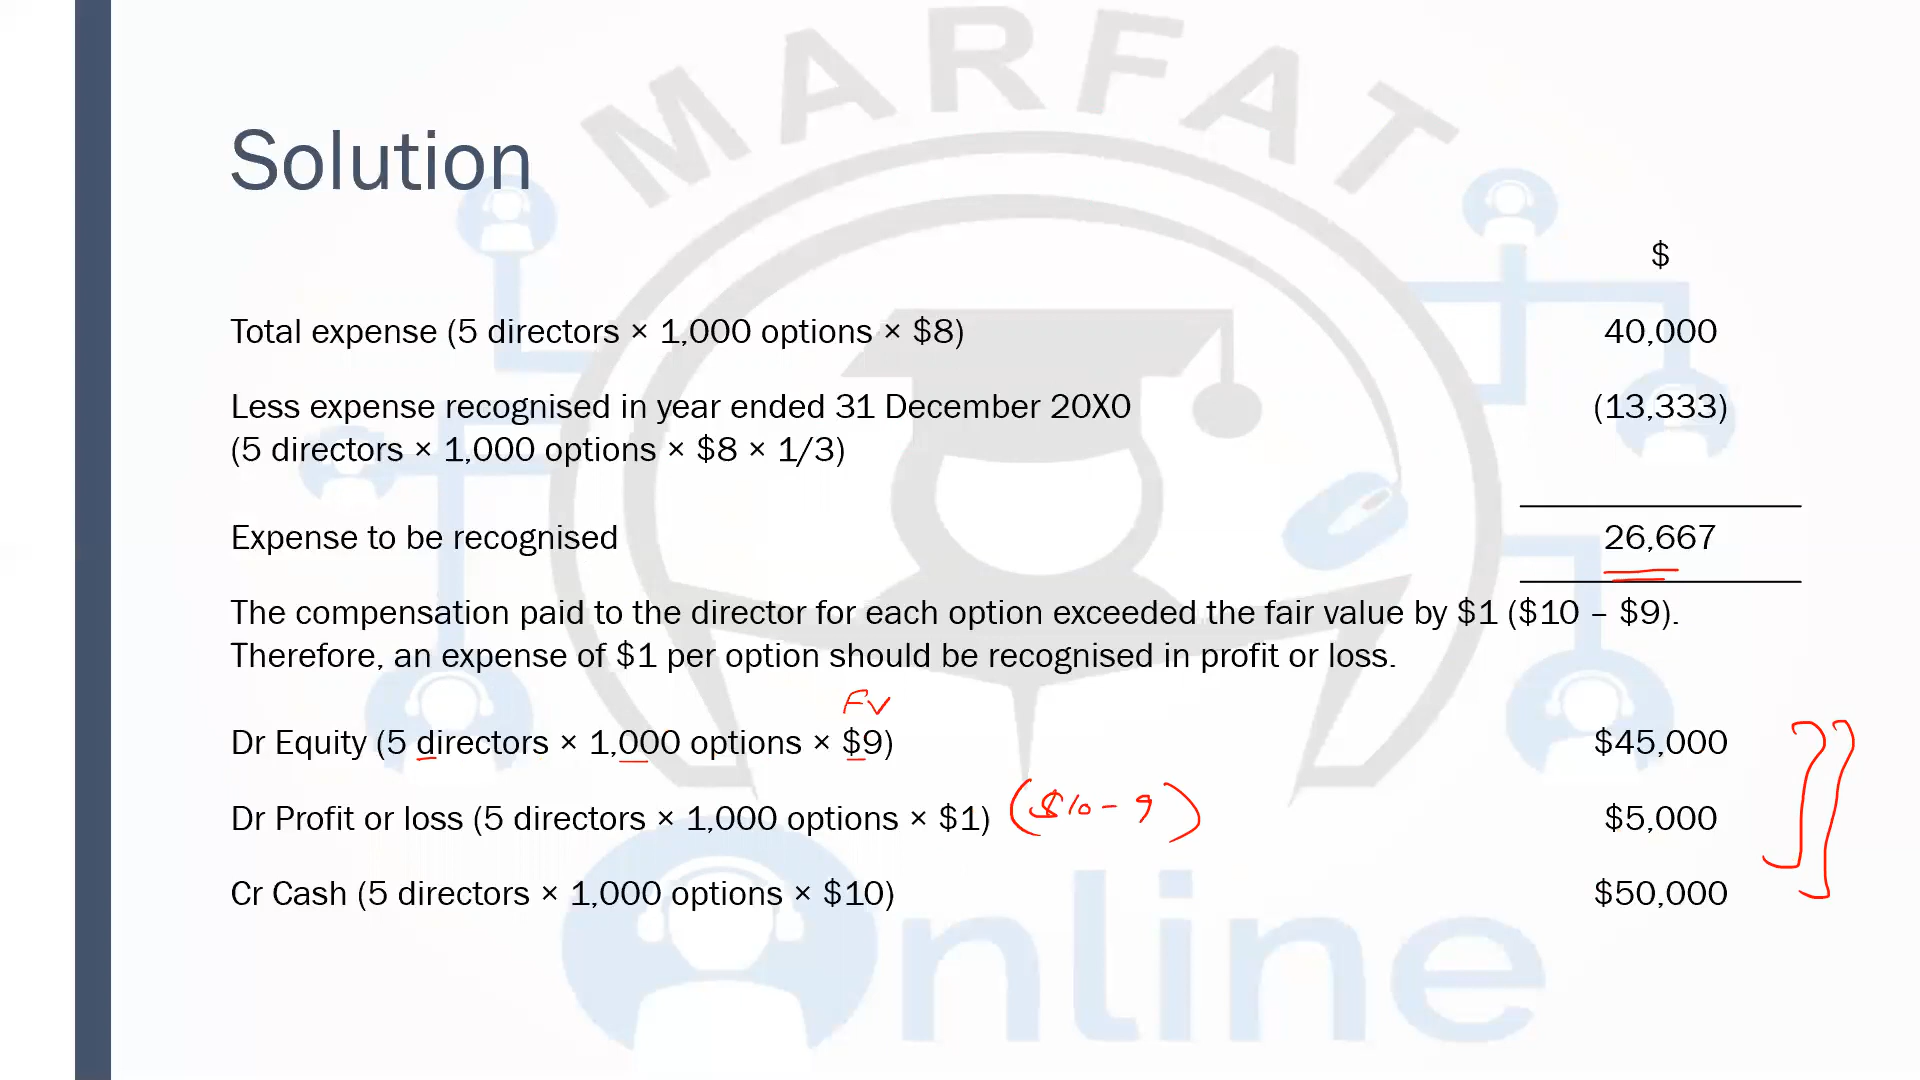 MARFAT
Solution
$
Total expense (5 directors × 1,000 options × $8) 40,000
Less expense recognised in year ended 31 December 20X0 (13,333)
(5 directors × 1,000 options × $8 × 1/3)
Expense to be recognised 26,667
The compensation paid to the director for each option exceeded the fair value by $1 ($10 – $9).
Therefore, an expense of $1 per option should be recognised in profit or loss.
FV
Dr Equity (5 directors × 1,000 options × $9) $45,000
Dr Profit or loss (5 directors × 1,000 options × $1) ($10 - 9) $5,000
Cr Cash (5 directors × 1,000 options × $10) $50,000
nline